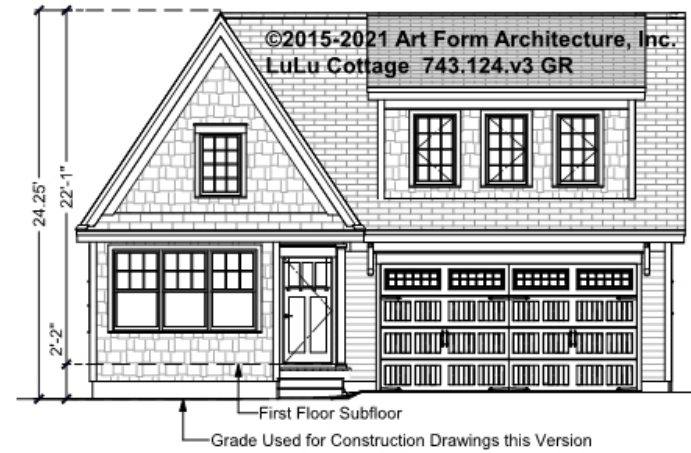 ©2015-2021 Art Form Architecture, Inc.
LuLu Cottage 743.124.v3 GR
24.25'
22'-1"
2'-2"
First Floor Subfloor
Grade Used for Construction Drawings this Version